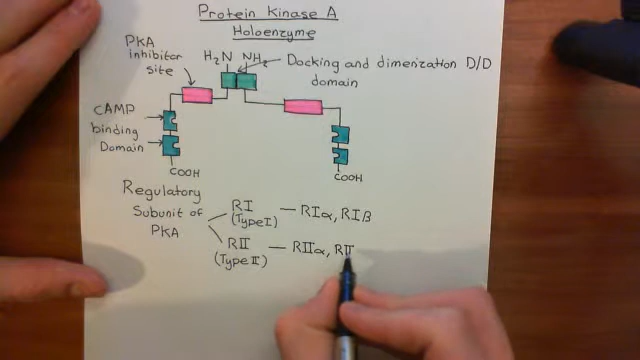 Protein Kinase A
Holoenzyme
PKA
inhibitor
site
H₂N NH₂
Docking and dimerization D/D
domain
cAMP
binding
Domain
COOH
COOH
Regulatory
Subunit of
PKA
RI
(Type I)
— RIα, RIβ
RII
(Type II)
— RIIα, RII